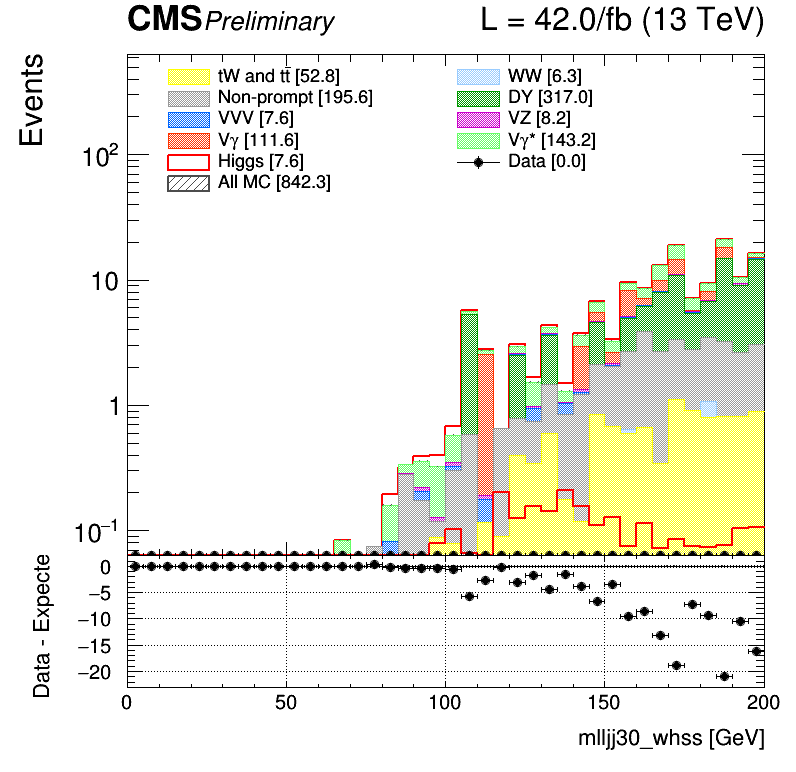 CMS Preliminary L = 42.0/fb (13 TeV)
Events
tW and tt̄ [52.8] WW [6.3]
Non-prompt [195.6] DY [317.0]
VVV [7.6] VZ [8.2]
Vγ [111.6] Vγ* [143.2]
Higgs [7.6] Data [0.0]
All MC [842.3]
10²
10
1
10⁻¹
Data - Expecte
0
−5
−10
−15
−20
0 50 100 150 200
mlljj30_whss [GeV]